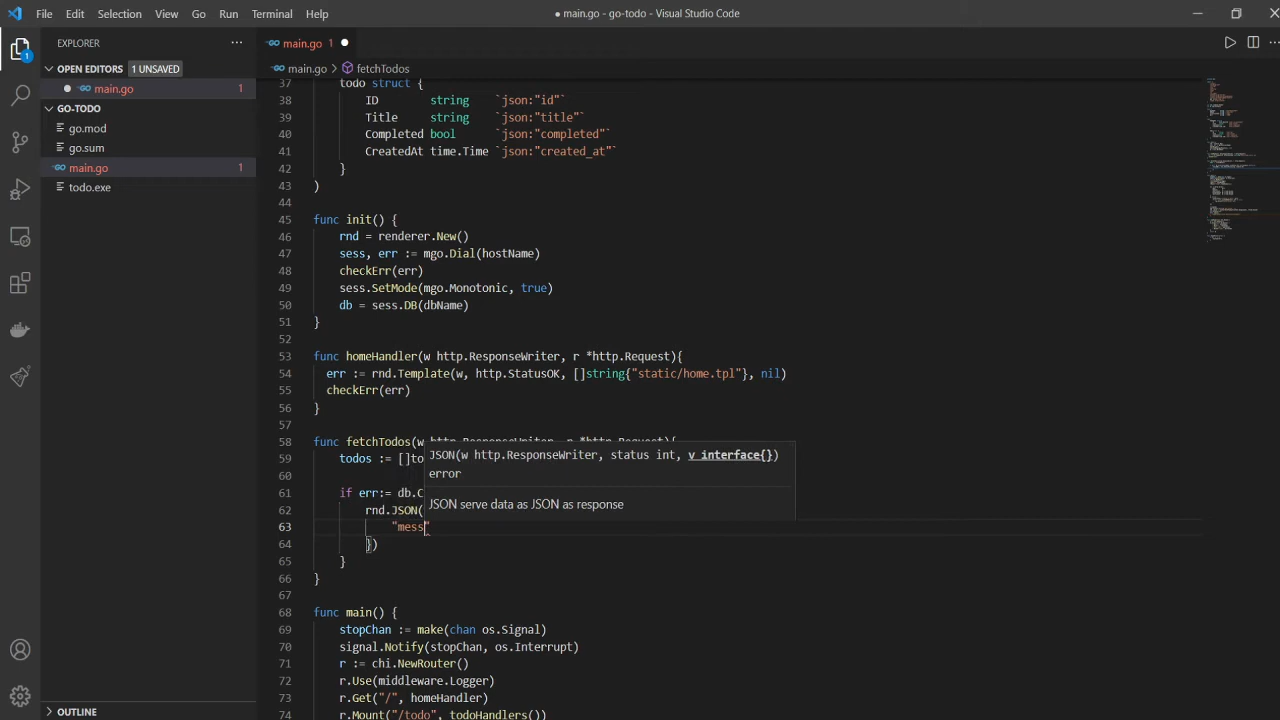 File Edit Selection View Go Run Terminal Help
● main.go - go-todo - Visual Studio Code
EXPLORER
main.go 1
OPEN EDITORS 1 UNSAVED
main.go > fetchTodos
main.go 1
GO-TODO
go.mod
go.sum
main.go 1
todo.exe
OUTLINE
1
37 todo struct {
38 ID string `json:"id"`
39 Title string `json:"title"`
40 Completed bool `json:"completed"`
41 CreatedAt time.Time `json:"created_at"`
42 }
43 )
44
45 func init() {
46 rnd = renderer.New()
47 sess, err := mgo.Dial(hostName)
48 checkErr(err)
49 sess.SetMode(mgo.Monotonic, true)
50 db = sess.DB(dbName)
51 }
52
53 func homeHandler(w http.ResponseWriter, r *http.Request){
54 err := rnd.Template(w, http.StatusOK, []string{"static/home.tpl"}, nil)
55 checkErr(err)
56 }
57
58 func fetchTodos(w http.ResponseWriter, r *http.Request){
59 todos := []to
60
61 if err:= db.C
62 rnd.JSON(
63 "mess"
64 })
65 }
66 }
67
68 func main() {
69 stopChan := make(chan os.Signal)
70 signal.Notify(stopChan, os.Interrupt)
71 r := chi.NewRouter()
72 r.Use(middleware.Logger)
73 r.Get("/", homeHandler)
74 r.Mount("/todo", todoHandlers())
JSON(w http.ResponseWriter, status int, v interface{})
error
JSON serve data as JSON as response